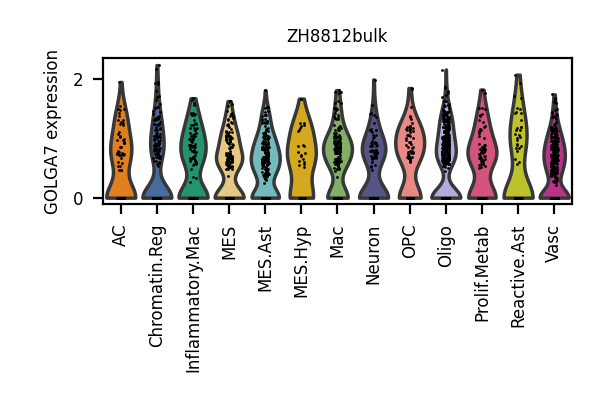 ZH8812bulk
GOLGA7 expression
2
0
AC
Chromatin.Reg
Inflammatory.Mac
MES
MES.Ast
MES.Hyp
Mac
Neuron
OPC
Oligo
Prolif.Metab
Reactive.Ast
Vasc